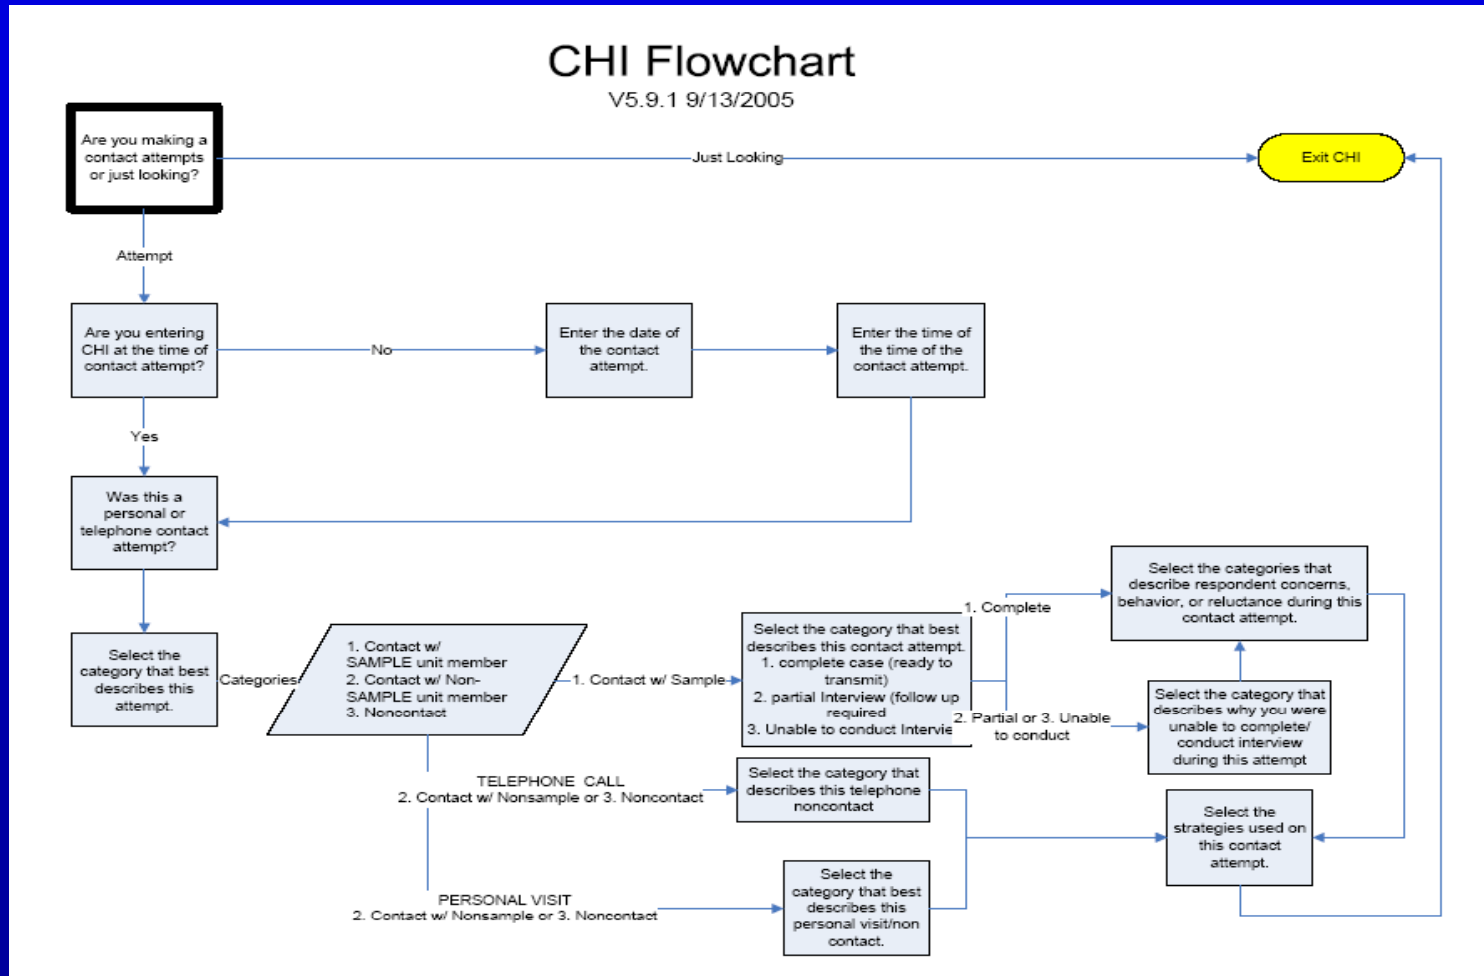 CHI Flowchart
V5.9.1 9/13/2005
Are you making a
contact attempts
or just looking?
Just Looking
Exit CHI
Attempt
Are you entering
CHI at the time of
contact attempt?
No
Enter the date of
the contact
attempt.
Enter the time of
the time of the
contact attempt.
Yes
Was this a
personal or
telephone contact
attempt?
Select the
category that best
describes this
attempt.
Categories
1. Contact w/
SAMPLE unit member
2. Contact w/ Non-
SAMPLE unit member
3. Noncontact
1. Contact w/ Sample
Select the category that best
describes this contact attempt.
1. complete case (ready to
transmit)
2. partial Interview (follow up
required
3. Unable to conduct Intervie
1. Complete
Select the categories that
describe respondent concerns,
behavior, or reluctance during this
contact attempt.
2. Partial or 3. Unable
to conduct
Select the category that
describes why you were
unable to complete/
conduct interview
during this attempt
TELEPHONE CALL
2. Contact w/ Nonsample or 3. Noncontact
Select the category that
describes this telephone
noncontact
Select the
strategies used on
this contact
attempt.
PERSONAL VISIT
2. Contact w/ Nonsample or 3. Noncontact
Select the
category that best
describes this
personal visit/non
contact.